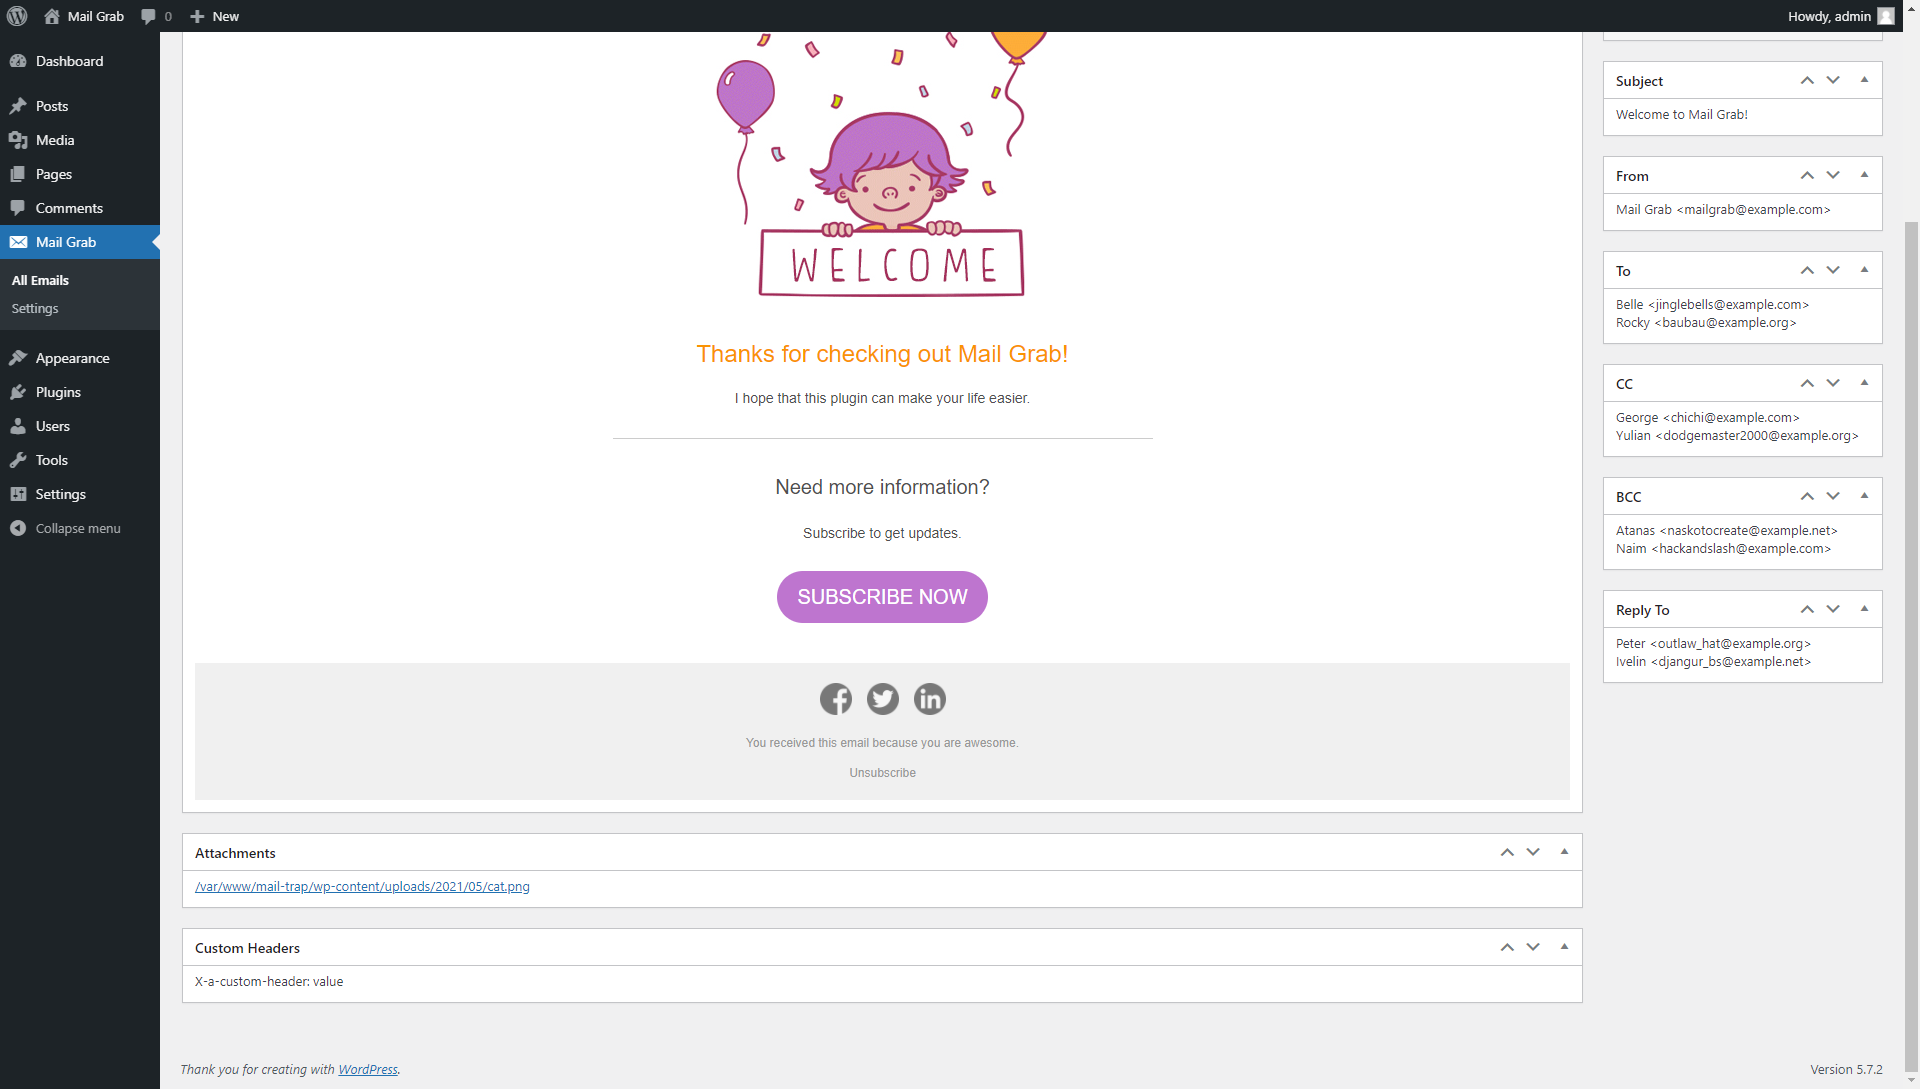 Mail Grab
0
New
Howdy, admin
Dashboard
Posts
Media
Pages
Comments
Mail Grab
All Emails
Settings
Appearance
Plugins
Users
Tools
Settings
Collapse menu
WELCOME
Thanks for checking out Mail Grab!
I hope that this plugin can make your life easier.
Need more information?
Subscribe to get updates.
SUBSCRIBE NOW
You received this email because you are awesome.
Unsubscribe
Attachments
/var/www/mail-trap/wp-content/uploads/2021/05/cat.png
Custom Headers
X-a-custom-header: value
Subject
Welcome to Mail Grab!
From
Mail Grab <mailgrab@example.com>
To
Belle <jinglebells@example.com>
Rocky <baubau@example.org>
CC
George <chichi@example.com>
Yulian <dodgemaster2000@example.org>
BCC
Atanas <naskotocreate@example.net>
Naim <hackandslash@example.com>
Reply To
Peter <outlaw_hat@example.org>
Ivelin <djangur_bs@example.net>
Thank you for creating with WordPress.
Version 5.7.2